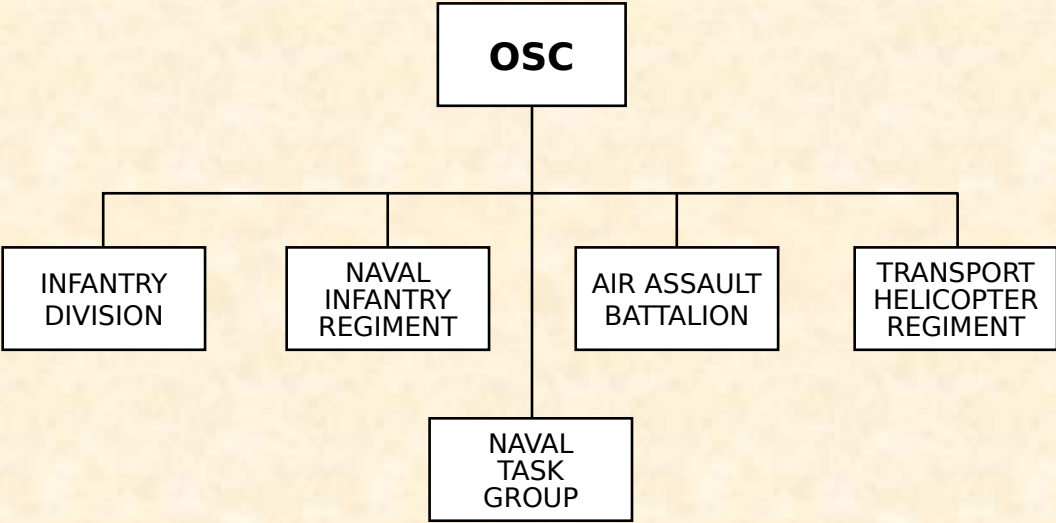 OSC
INFANTRY
DIVISION
NAVAL
INFANTRY
REGIMENT
AIR ASSAULT
BATTALION
TRANSPORT
HELICOPTER
REGIMENT
NAVAL
TASK
GROUP